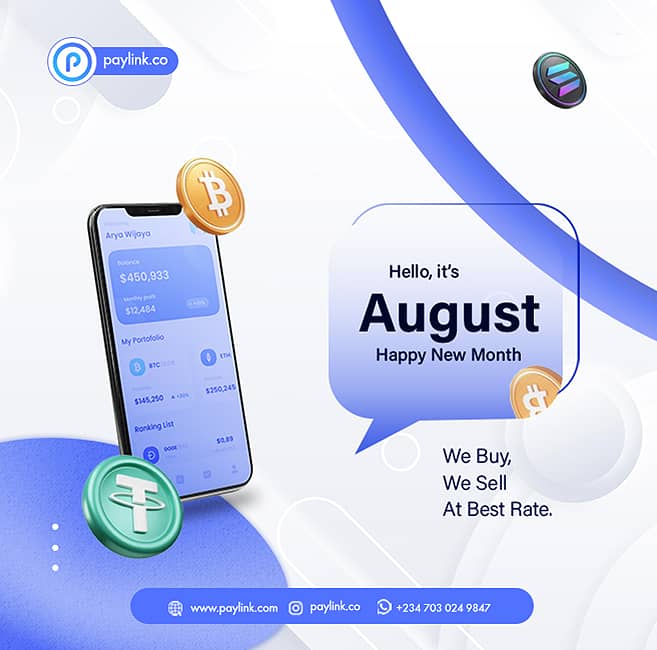 paylink.co
Arya Wijaya
Balance
$450,933
Monthly profit
$12,484
My Portofolio
BTC
ETH
$145,250
+30%
$250,245
Ranking List
DOGE
$0,89
Hello, it's
August
Happy New Month
We Buy,
We Sell
At Best Rate.
www.paylink.com
paylink.co
+234 703 024 9847